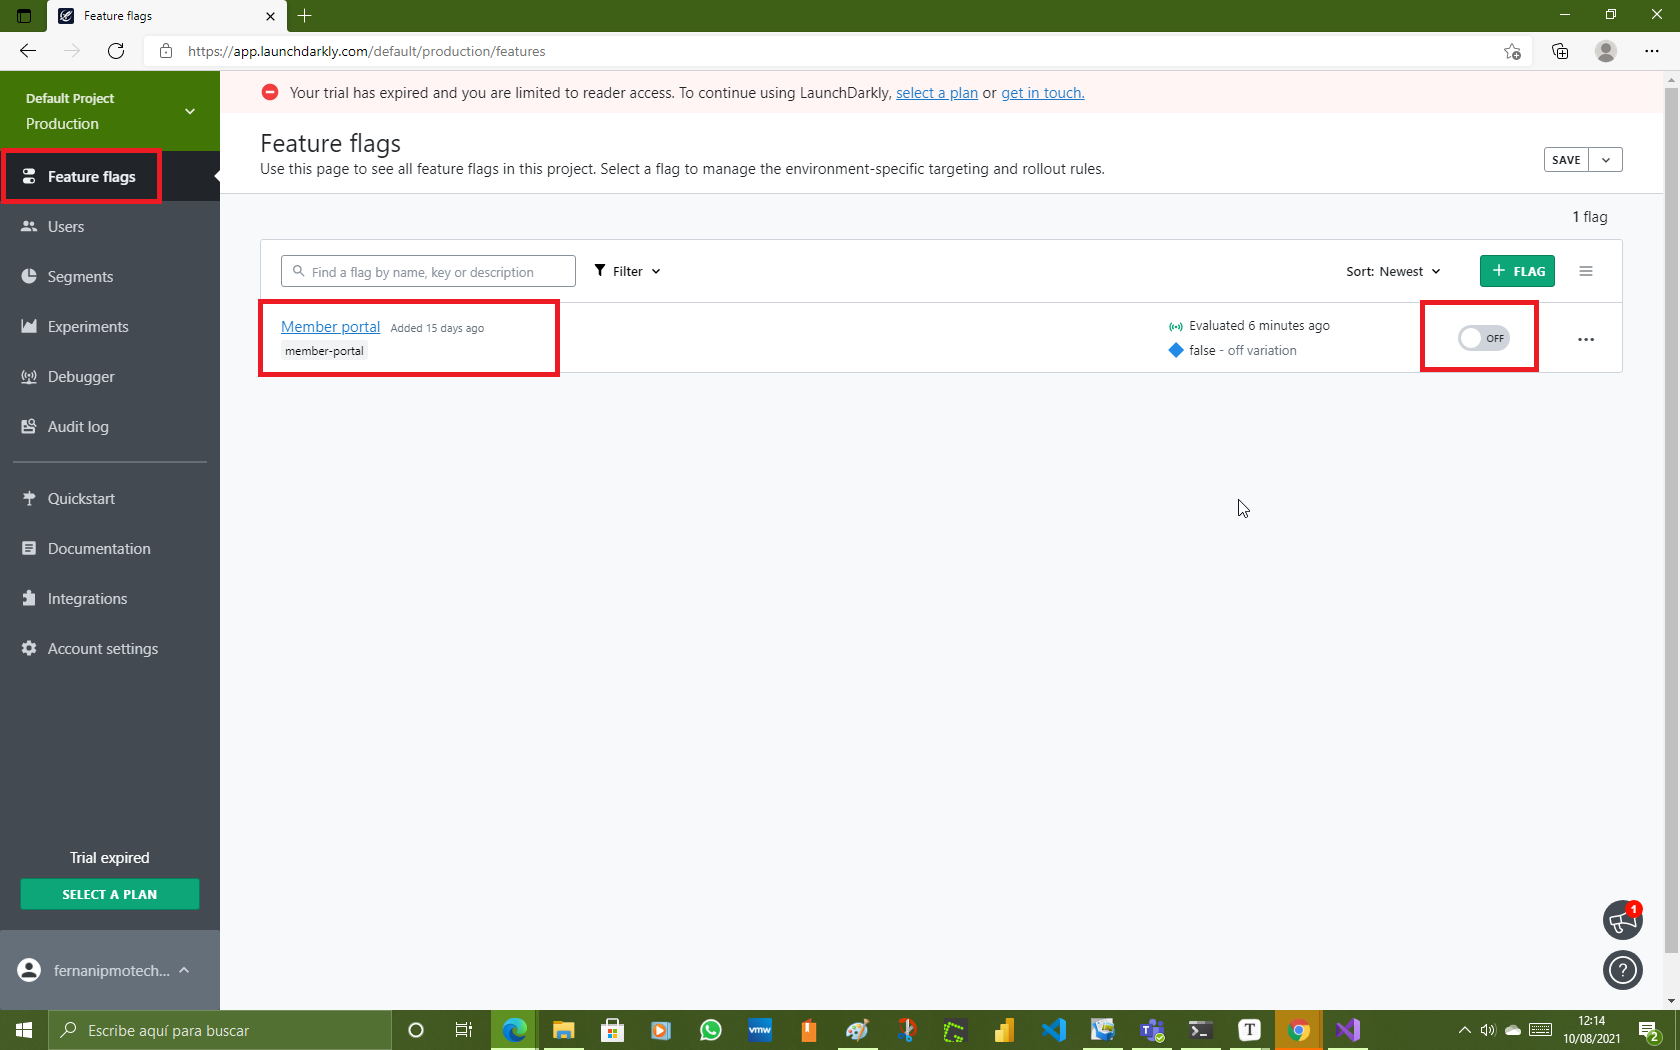 Feature flags
https://app.launchdarkly.com/default/production/features
Default Project
Production
Feature flags
Users
Segments
Experiments
Debugger
Audit log
Quickstart
Documentation
Integrations
Account settings
Trial expired
SELECT A PLAN
fernanipmotech...
Your trial has expired and you are limited to reader access. To continue using LaunchDarkly, select a plan or get in touch.
Feature flags
Use this page to see all feature flags in this project. Select a flag to manage the environment-specific targeting and rollout rules.
SAVE
1 flag
Find a flag by name, key or description
Filter
Sort: Newest
+ FLAG
Member portal Added 15 days ago
member-portal
Evaluated 6 minutes ago
false - off variation
OFF
1
?
Escribe aquí para buscar
vmw
T
12:14
10/08/2021
2